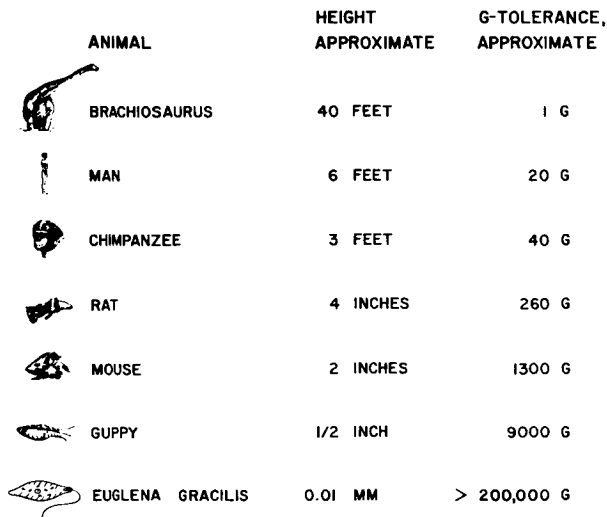 ANIMAL HEIGHT APPROXIMATE G-TOLERANCE, APPROXIMATE
BRACHIOSAURUS 40 FEET 1 G
MAN 6 FEET 20 G
CHIMPANZEE 3 FEET 40 G
RAT 4 INCHES 260 G
MOUSE 2 INCHES 1300 G
GUPPY 1/2 INCH 9000 G
EUGLENA GRACILIS 0.01 MM > 200,000 G